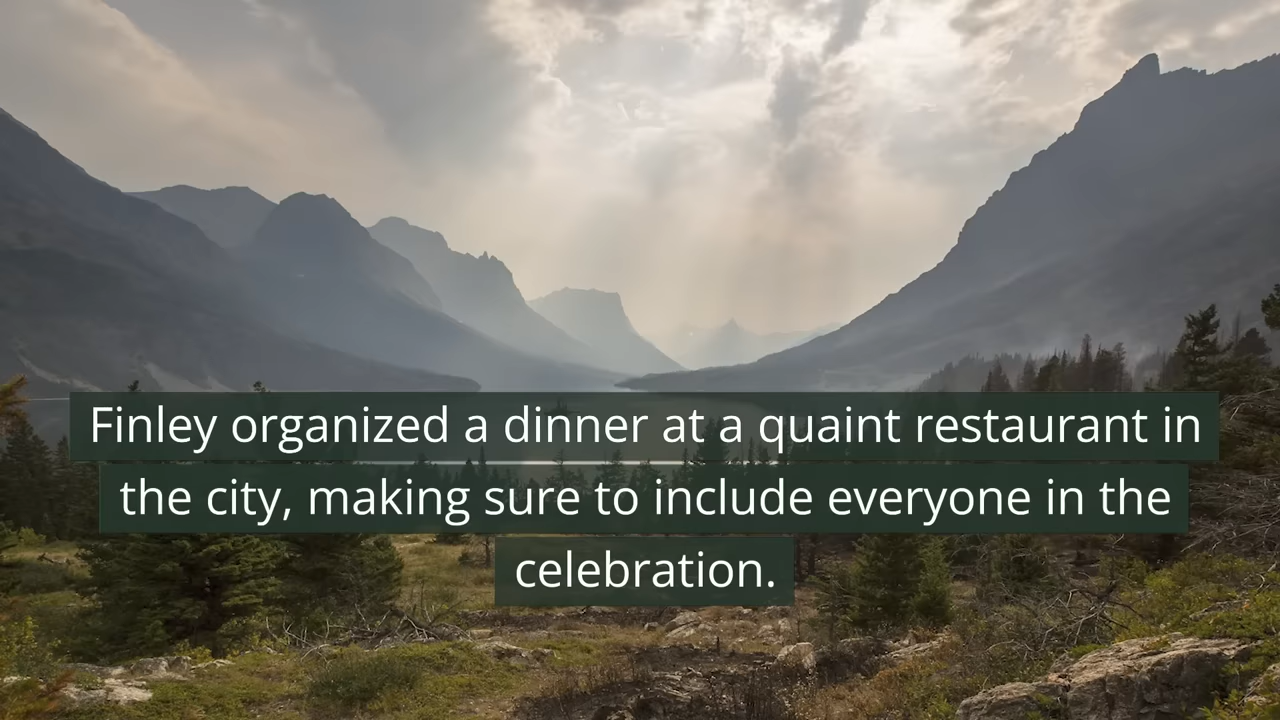 Finley organized a dinner at a quaint restaurant in
the city, making sure to include everyone in the
celebration.